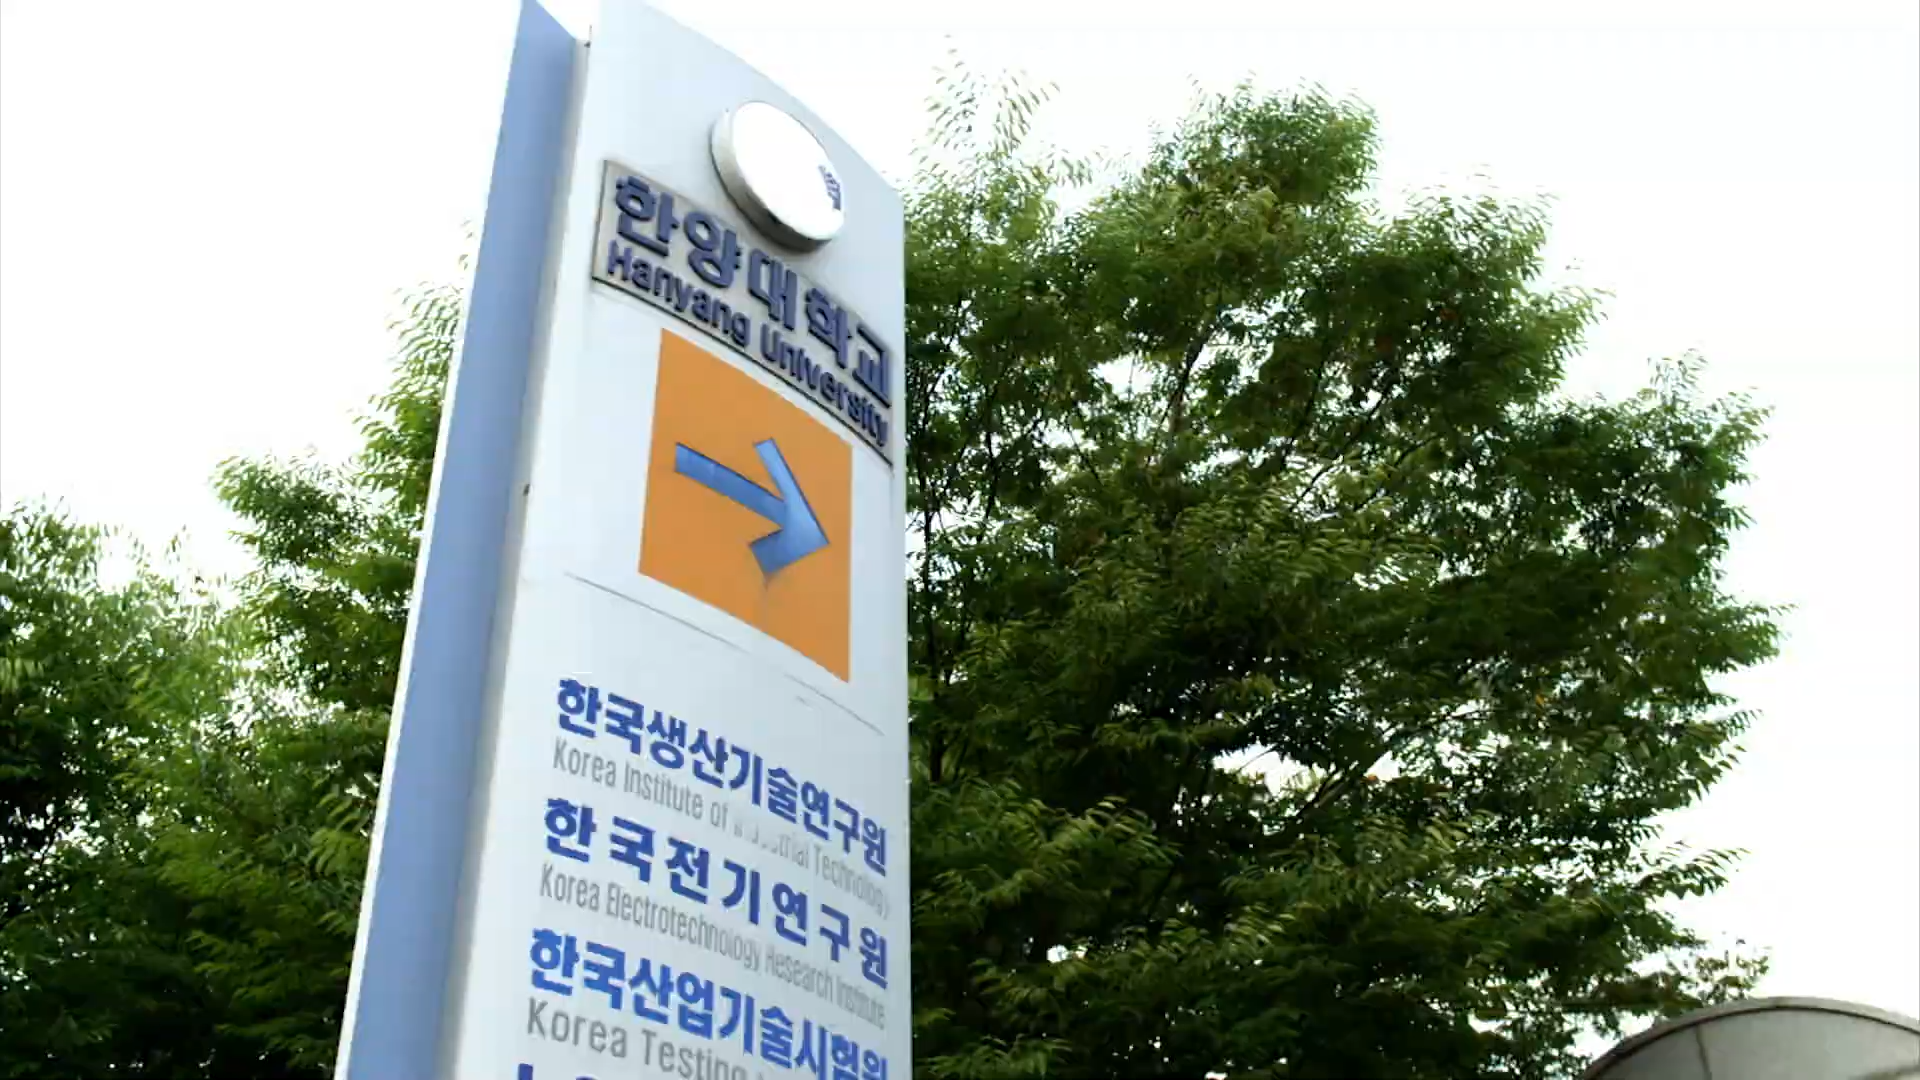 한양대학교
Hanyang University
한국생산기술연구원
Korea Institute of Technology
한국전기연구원
Korea Electrotechnology Research Institute
한국산업기술시험원
Korea Testing